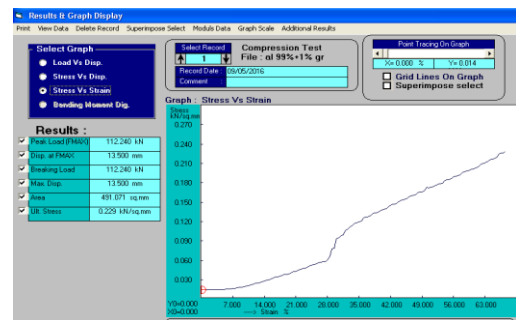 Results & Graph Display
Print View Data Delete Record Superimpose Select Moduls Data Graph Scale Additional Results
Select Graph
Load Vs Disp.
Stress Vs Disp.
Stress Vs Strain
Bending Moment Dig.
Select Record
1
Compression Test
File : al 99%+1% gr
Record Date : 09/05/2016
Comment :
Point Tracing On Graph
X= 0.000 % Y= 0.014
Grid Lines On Graph
Superimpose select
Results :
Peak Load (FMAX) 112.240 kN
Disp. at FMAX 13.500 mm
Breaking Load 112.240 kN
Max. Disp. 13.500 mm
Area 491.071 sq.mm
Ult. Stress 0.229 kN/sq.mm
Graph : Stress Vs Strain
Stress
kN/sq.mm
0.270
0.240
0.210
0.180
0.150
0.120
0.090
0.060
0.030
Y0=0.000 7.000 14.000 21.000 28.000 35.000 42.000 49.000 56.000 63.000
X0=0.000 ---> Strain %